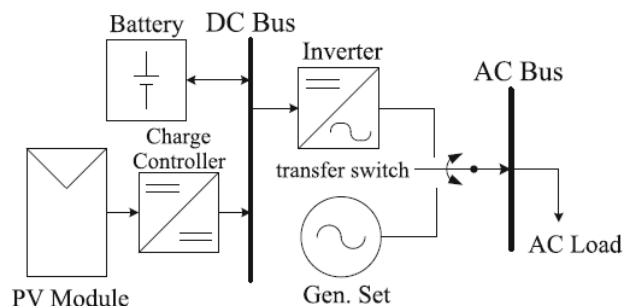 Battery
DC Bus
Inverter
AC Bus
Charge
Controller
transfer switch
PV Module
Gen. Set
AC Load